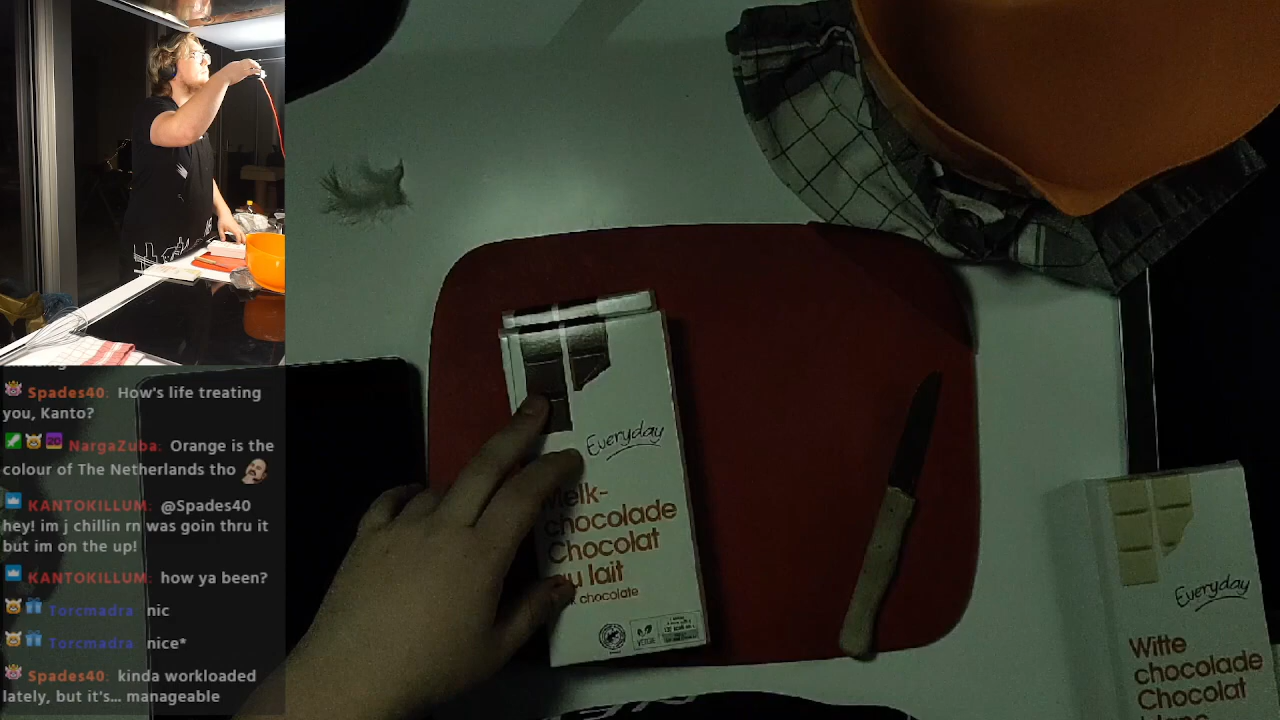 Spades40: How's life treating
you, Kanto?
NargaZuba: Orange is the
colour of The Netherlands tho
KANTOKILLUM: @Spades40
hey! im j chillin rn was goin thru it
but im on the up!
KANTOKILLUM: how ya been?
Torcmadra: nic
Torcmadra: nice*
Spades40: kinda workloaded
lately, but it's... manageable
Everyday
Melk-
chocolade
Chocolat
au lait
chocolate
Everyday
Witte
chocolade
Chocolat